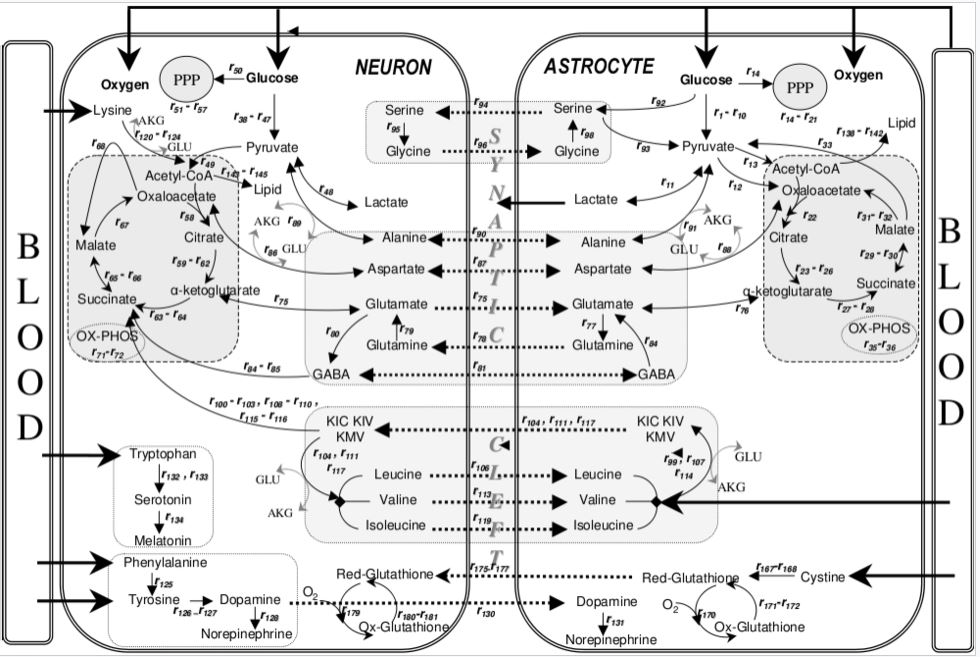 NEURON
ASTROCYTE
Oxygen
PPP
r50
Glucose
r51 - r57
Lysine
AKG
r120 - r124
GLU
r38 - r47
r68
r49
Pyruvate
Acetyl-CoA
r141 - r145
Lipid
Oxaloacetate
r67
r58
r48
Lactate
AKG
r89
GLU
r86
Malate
Citrate
Alanine
r65 - r66
r59 - r62
Aspartate
Succinate
α-ketoglutarate
r63 - r64
r75
Glutamate
OX-PHOS
r71-r72
r80
r79
Glutamine
GABA
r84 - r85
r100 - r103 , r108 - r110 ,
r115 - r116
KIC KIV
KMV
r104, r111
r117
GLU
AKG
Leucine
Valine
Isoleucine
Tryptophan
r132 , r133
Serotonin
r134
Melatonin
Phenylalanine
r125
Tyrosine
r126 - r127
Dopamine
r128
Norepinephrine
Red-Glutathione
O2
r179
r180 - r181
Ox-Glutathione
Serine
r95
Glycine
r94
r96
Serine
r98
Glycine
SYNAPTIC
CLEFT
r90
r87
r75
r78
r81
r104, r111, r117
r106
r113
r119
r175- r177
r130
Glucose
r14
PPP
Oxygen
r14 - r21
r92
r1 - r10
r93
Pyruvate
r138 - r142
Lipid
r33
r13
Acetyl-CoA
r12
Oxaloacetate
r11
Lactate
r22
r31- r32
Malate
r91
AKG
GLU
r88
Alanine
Citrate
r29 - r30
Aspartate
r23 - r26
Succinate
α-ketoglutarate
r76
r27 - r28
Glutamate
OX-PHOS
r35-r36
r77
Glutamine
r84
GABA
KIC KIV
KMV
r99, r107
r114
GLU
AKG
Leucine
Valine
Isoleucine
Red-Glutathione
r167-r168
Cystine
O2
r170
r171- r172
Ox-Glutathione
Dopamine
r131
Norepinephrine
BLOOD
BLOOD